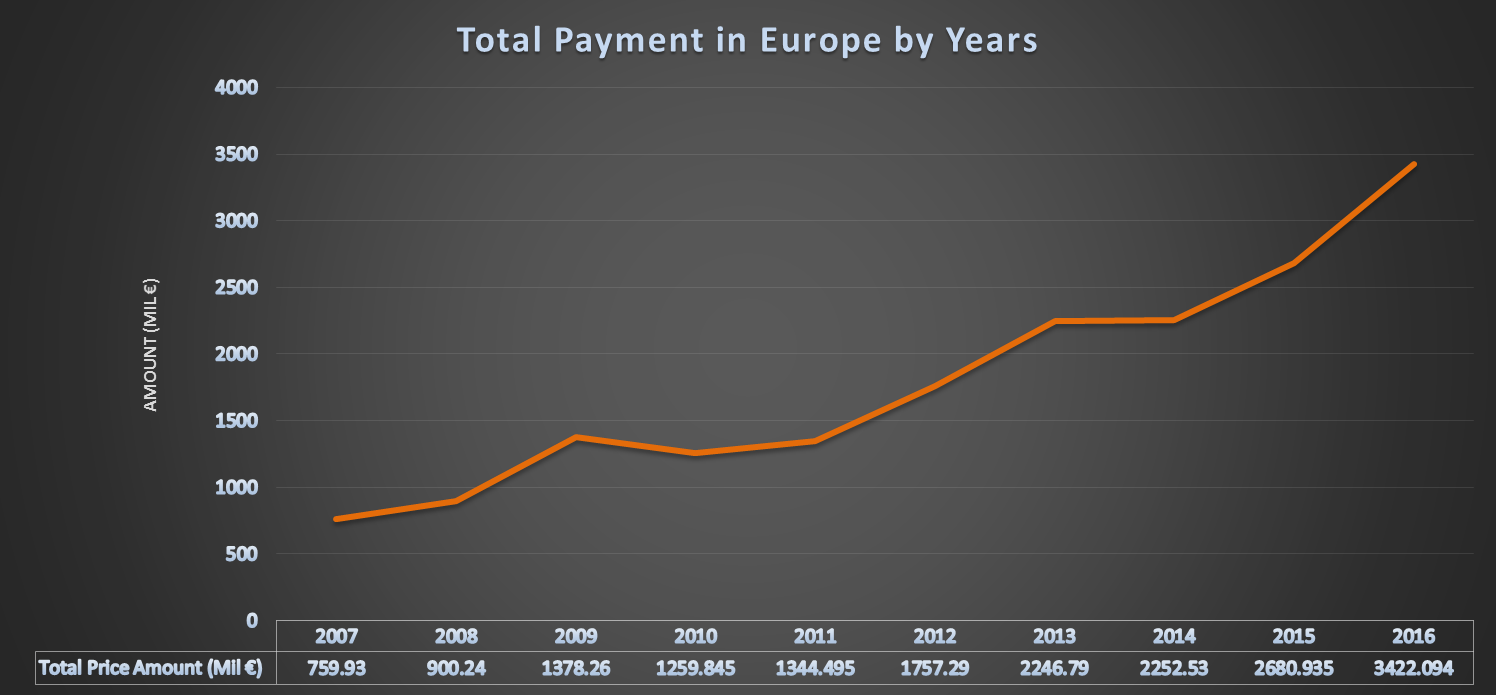 Total Payment in Europe by Years
4000
3500
3000
2500
2000
1500
1000
500
0
AMOUNT (MIL €)
2007 2008 2009 2010 2011 2012 2013 2014 2015 2016
Total Price Amount (Mil €) 759.93 900.24 1378.26 1259.845 1344.495 1757.29 2246.79 2252.53 2680.935 3422.094